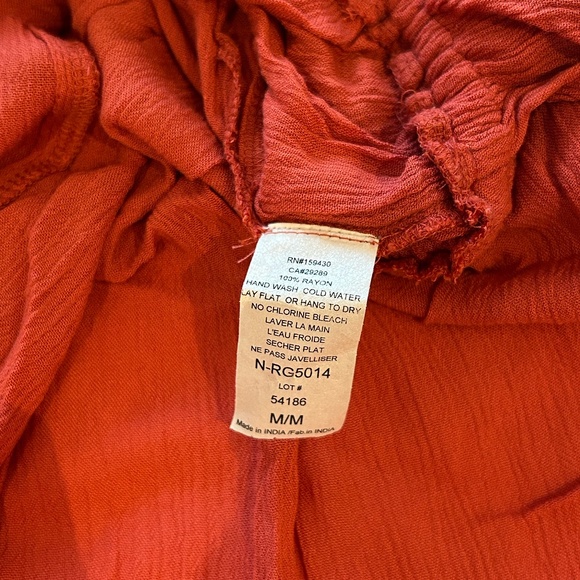 RN#159430
CA#29289
100% RAYON
HAND WASH COLD WATER
LAY FLAT OR HANG TO DRY
NO CHLORINE BLEACH
LAVER LA MAIN
L'EAU FROIDE
SECHER PLAT
NE PASS JAVELLISER
N-RG5014
LOT #
54186
M/M
Made in INDIA /Fab.in INDIA